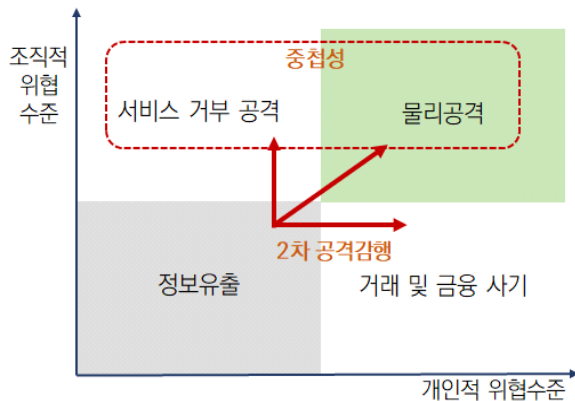 조직적
위협
수준
중첩성
서비스 거부 공격
물리공격
2차 공격감행
정보유출
거래 및 금융 사기
개인적 위협수준